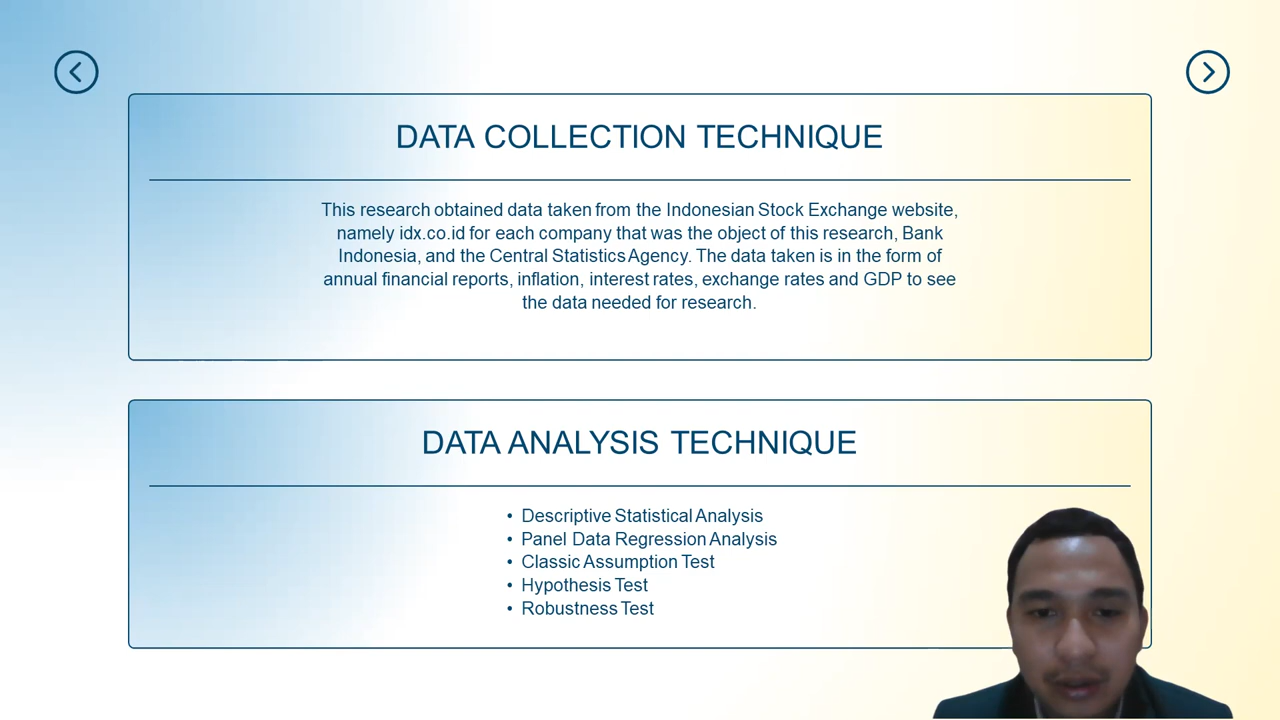 DATA COLLECTION TECHNIQUE
This research obtained data taken from the Indonesian Stock Exchange website,
namely idx.co.id for each company that was the object of this research, Bank
Indonesia, and the Central Statistics Agency. The data taken is in the form of
annual financial reports, inflation, interest rates, exchange rates and GDP to see
the data needed for research.
DATA ANALYSIS TECHNIQUE
• Descriptive Statistical Analysis
• Panel Data Regression Analysis
• Classic Assumption Test
• Hypothesis Test
• Robustness Test